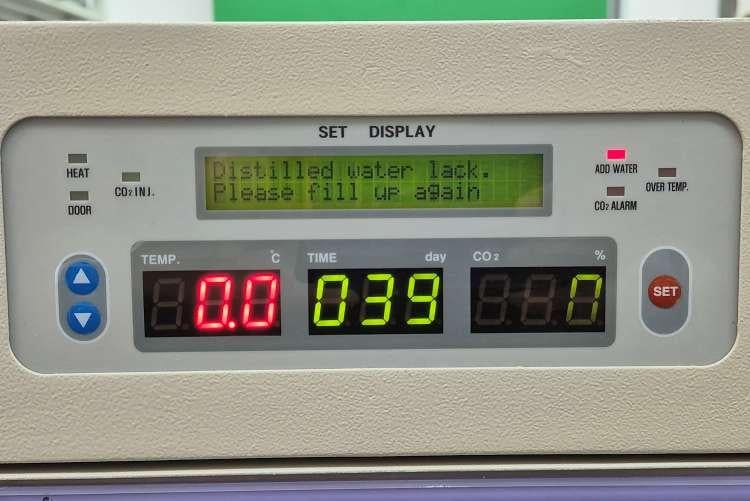 SET DISPLAY
Distilled water lack.
Please fill up again
HEAT
CO₂ INJ.
DOOR
ADD WATER
OVER TEMP.
CO₂ ALARM
TEMP. °C
TIME day
CO₂ %
0.0
039
SET